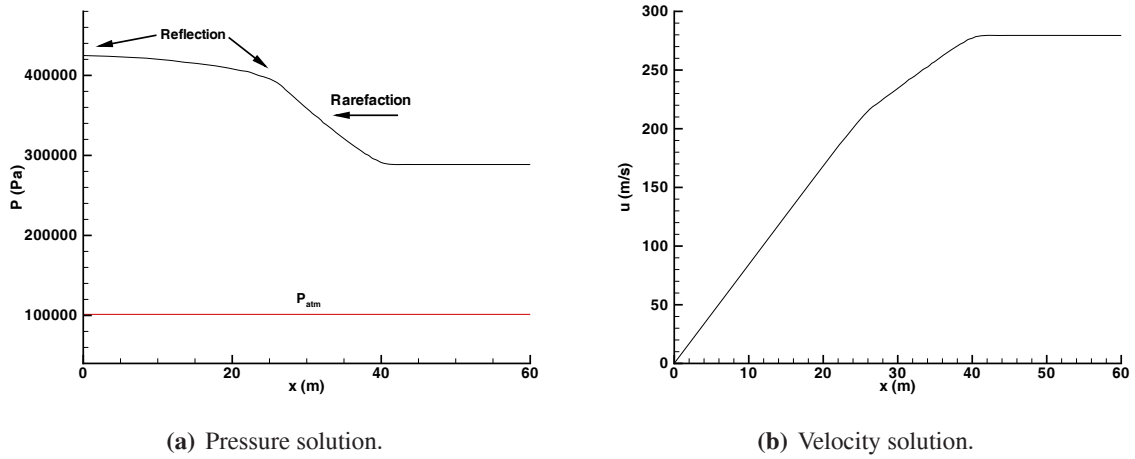 Reflection
Rarefaction
P (Pa)
400000
300000
200000
100000
P_atm
0
20
40
60
x (m)
(a) Pressure solution.
u (m/s)
300
250
200
150
100
50
0
0
10
20
30
40
50
60
x (m)
(b) Velocity solution.